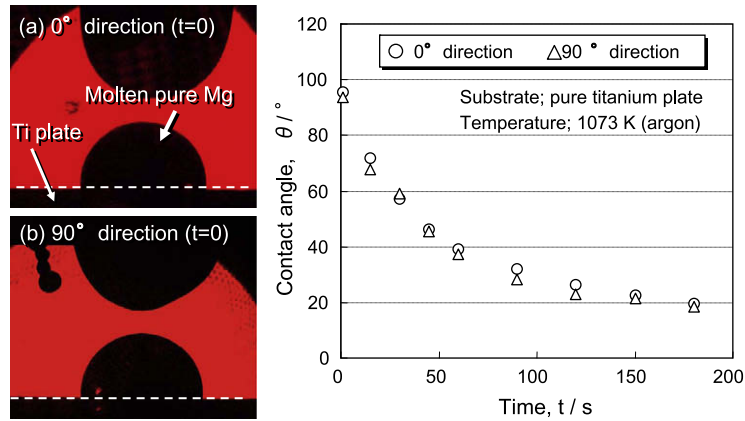 (a) 0° direction (t=0)
Molten pure Mg
Ti plate
(b) 90° direction (t=0)
○ 0° direction △ 90 ° direction
Substrate; pure titanium plate
Temperature; 1073 K (argon)
Contact angle, θ / °
120
100
80
60
40
20
0
0 50 100 150 200
Time, t / s